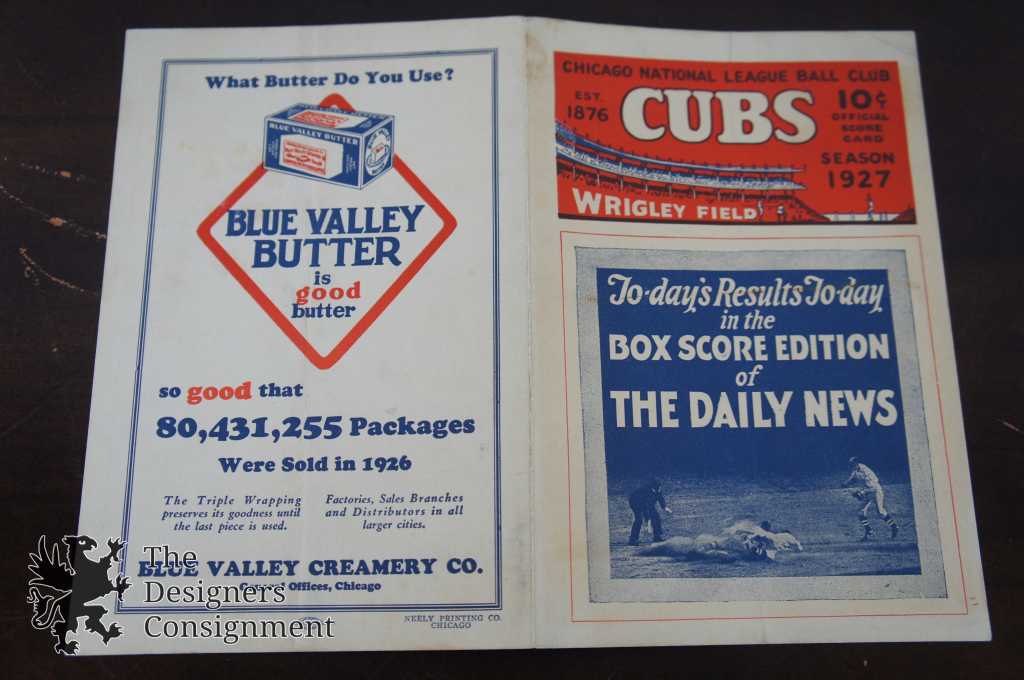 What Butter Do You Use?
BLUE VALLEY BUTTER
BLUE VALLEY
BUTTER
is
good
butter
so good that
80,431,255 Packages
Were Sold in 1926
The Triple Wrapping
preserves its goodness until
the last piece is used.
Factories, Sales Branches
and Distributors in all
larger cities.
BLUE VALLEY CREAMERY CO.
General Offices, Chicago
NEELY PRINTING CO.
CHICAGO
CHICAGO NATIONAL LEAGUE BALL CLUB
EST.
1876
CUBS
10¢
OFFICIAL
SCORE
CARD
SEASON
1927
WRIGLEY FIELD
To-day's Results To-day
in the
BOX SCORE EDITION
of
THE DAILY NEWS
The
Designers
Consignment